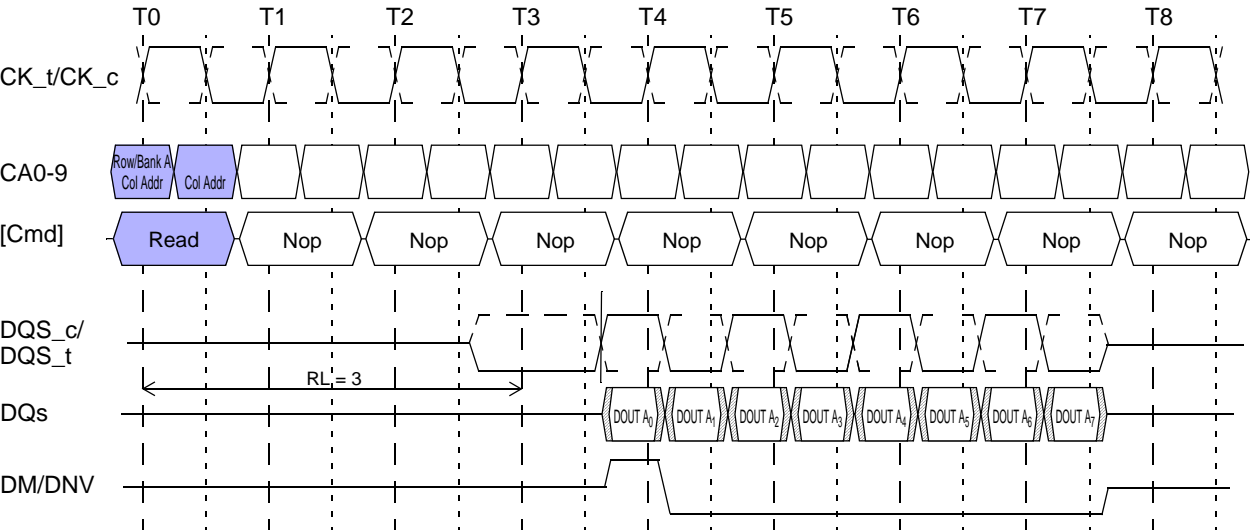 T0 T1 T2 T3 T4 T5 T6 T7 T8
CK_t/CK_c
CA0-9
Row/Bank A
Col Addr
Col Addr
[Cmd]
Read Nop Nop Nop Nop Nop Nop Nop Nop
DQS_c/
DQS_t
RL = 3
DQs
DOUT A0 DOUT A1 DOUT A2 DOUT A3 DOUT A4 DOUT A5 DOUT A6 DOUT A7
DM/DNV